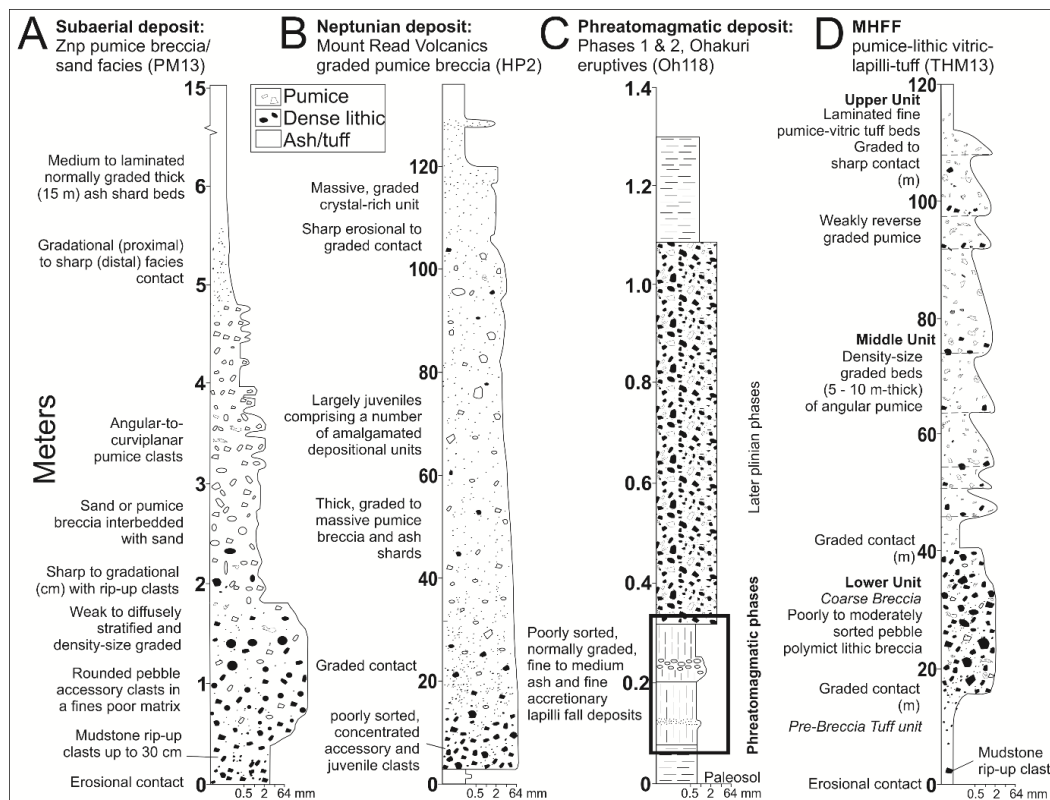 A Subaerial deposit:
Znp pumice breccia/
sand facies (PM13)
B Neptunian deposit:
Mount Read Volcanics
graded pumice breccia (HP2)
C Phreatomagmatic deposit:
Phases 1 & 2, Ohakuri
eruptives (Oh118)
D MHFF
pumice-lithic vitric-
lapilli-tuff (THM13)
Pumice
Dense lithic
Ash/tuff
Meters
15
6
5
4
3
2
1
0
Medium to laminated
normally graded thick
(15 m) ash shard beds
Gradational (proximal)
to sharp (distal) facies
contact
Angular-to-
curviplanar
pumice clasts
Sand or pumice
breccia interbedded
with sand
Sharp to gradational
(cm) with rip-up clasts
Weak to diffusely
stratified and
density-size graded
Rounded pebble
accessory clasts in
a fines poor matrix
Mudstone rip-up
clasts up to 30 cm
Erosional contact
0.5 2 64 mm
120
100
80
60
40
20
0
Massive, graded
crystal-rich unit
Sharp erosional to
graded contact
Largely juveniles
comprising a number
of amalgamated
depositional units
Thick, graded to
massive pumice
breccia and ash
shards
Graded contact
poorly sorted,
concentrated
accessory and
juvenile clasts
0.5 2 64 mm
1.4
1.2
1.0
0.8
0.6
0.4
0.2
0
Poorly sorted,
normally graded,
fine to medium
ash and fine
accretionary
lapilli fall deposits
Later plinian phases
Phreatomagmatic phases
Paleosol
0.5 2 64 mm
120
100
80
60
40
20
0
Upper Unit
Laminated fine
pumice-vitric tuff beds
Graded to
sharp contact
(m)
Weakly reverse
graded pumice
Middle Unit
Density-size
graded beds
(5 - 10 m-thick)
of angular pumice
Graded contact
(m)
Lower Unit
Coarse Breccia
Poorly to moderately
sorted pebble
polymict lithic breccia
Graded contact
(m)
Pre-Breccia Tuff unit
Mudstone
rip-up clast
Erosional contact
0.5 2 64 mm